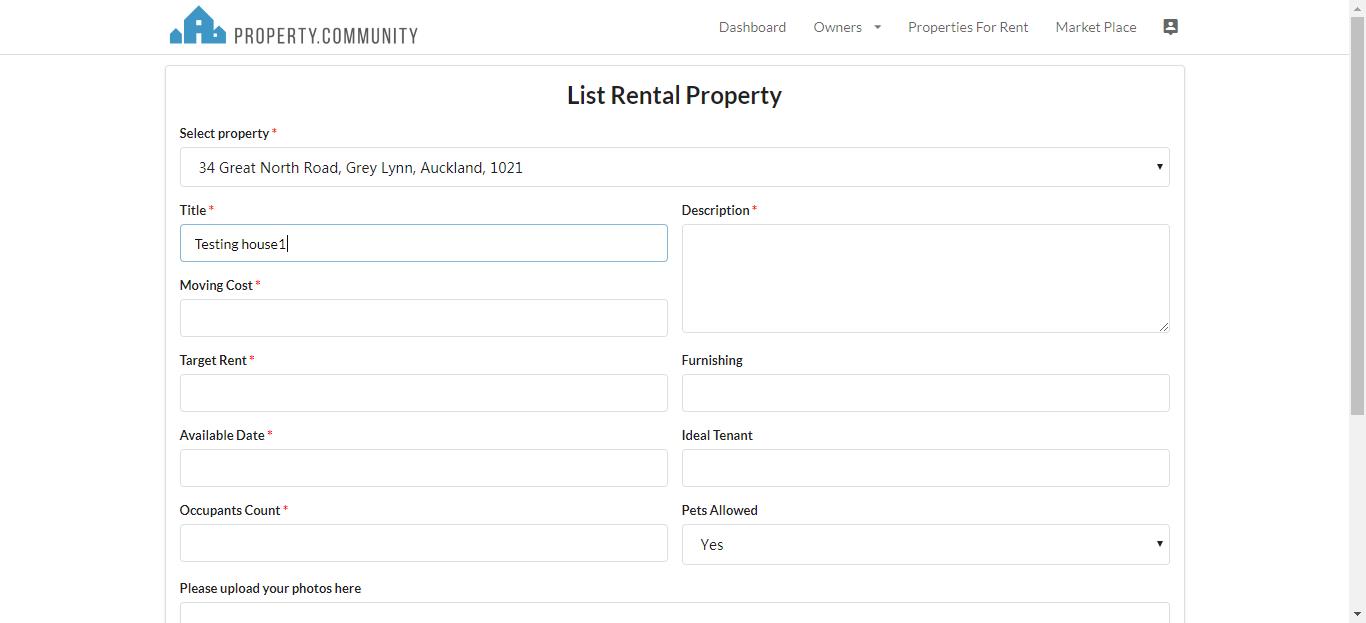 PROPERTY.COMMUNITY
Dashboard Owners Properties For Rent Market Place
List Rental Property
Select property *
34 Great North Road, Grey Lynn, Auckland, 1021
Title * Description *
Testing house1
Moving Cost *
Target Rent * Furnishing
Available Date * Ideal Tenant
Occupants Count * Pets Allowed
Yes
Please upload your photos here